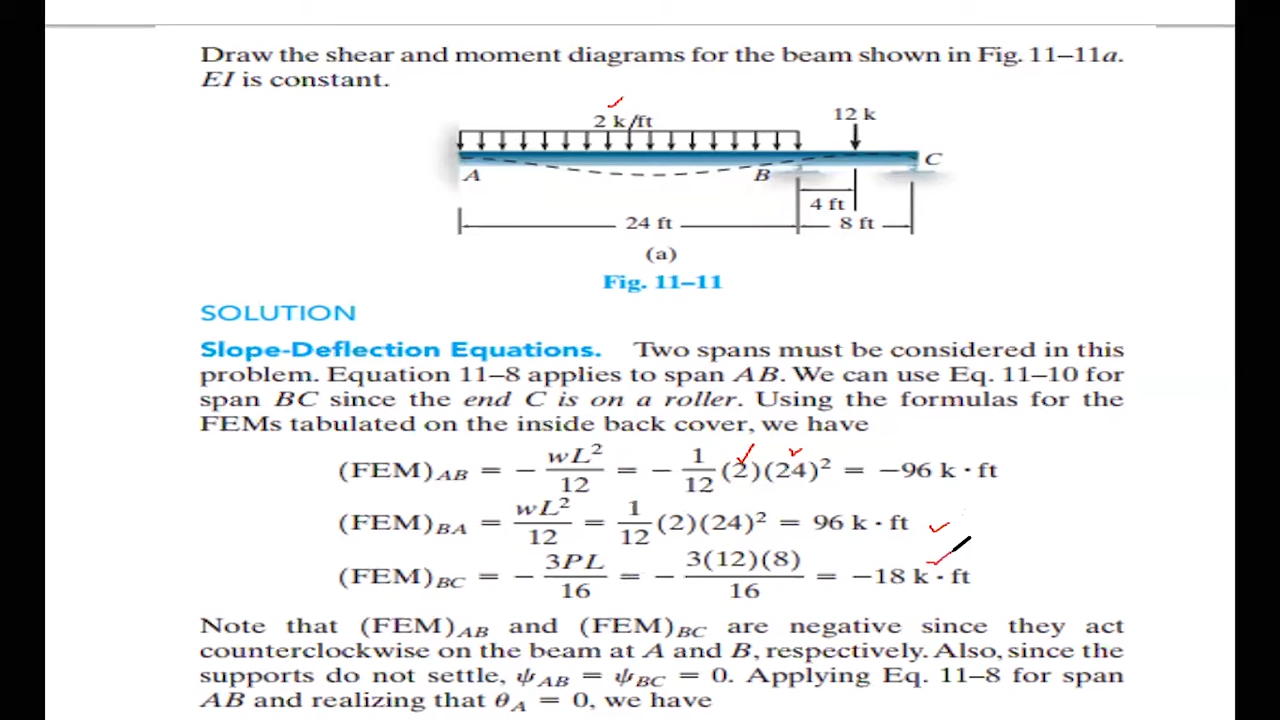 Draw the shear and moment diagrams for the beam shown in Fig. 11–11a.
EI is constant.
2 k/ft
12 k
A
B
C
4 ft
24 ft
8 ft
(a)
Fig. 11–11
SOLUTION
Slope-Deflection Equations. Two spans must be considered in this
problem. Equation 11–8 applies to span AB. We can use Eq. 11–10 for
span BC since the end C is on a roller. Using the formulas for the
FEMs tabulated on the inside back cover, we have
(FEM)AB = − wL²/12 = − 1/12 (2)(24)² = −96 k · ft
(FEM)BA = wL²/12 = 1/12 (2)(24)² = 96 k · ft
(FEM)BC = − 3PL/16 = − 3(12)(8)/16 = −18 k · ft
Note that (FEM)AB and (FEM)BC are negative since they act
counterclockwise on the beam at A and B, respectively. Also, since the
supports do not settle, ψAB = ψBC = 0. Applying Eq. 11–8 for span
AB and realizing that θA = 0, we have